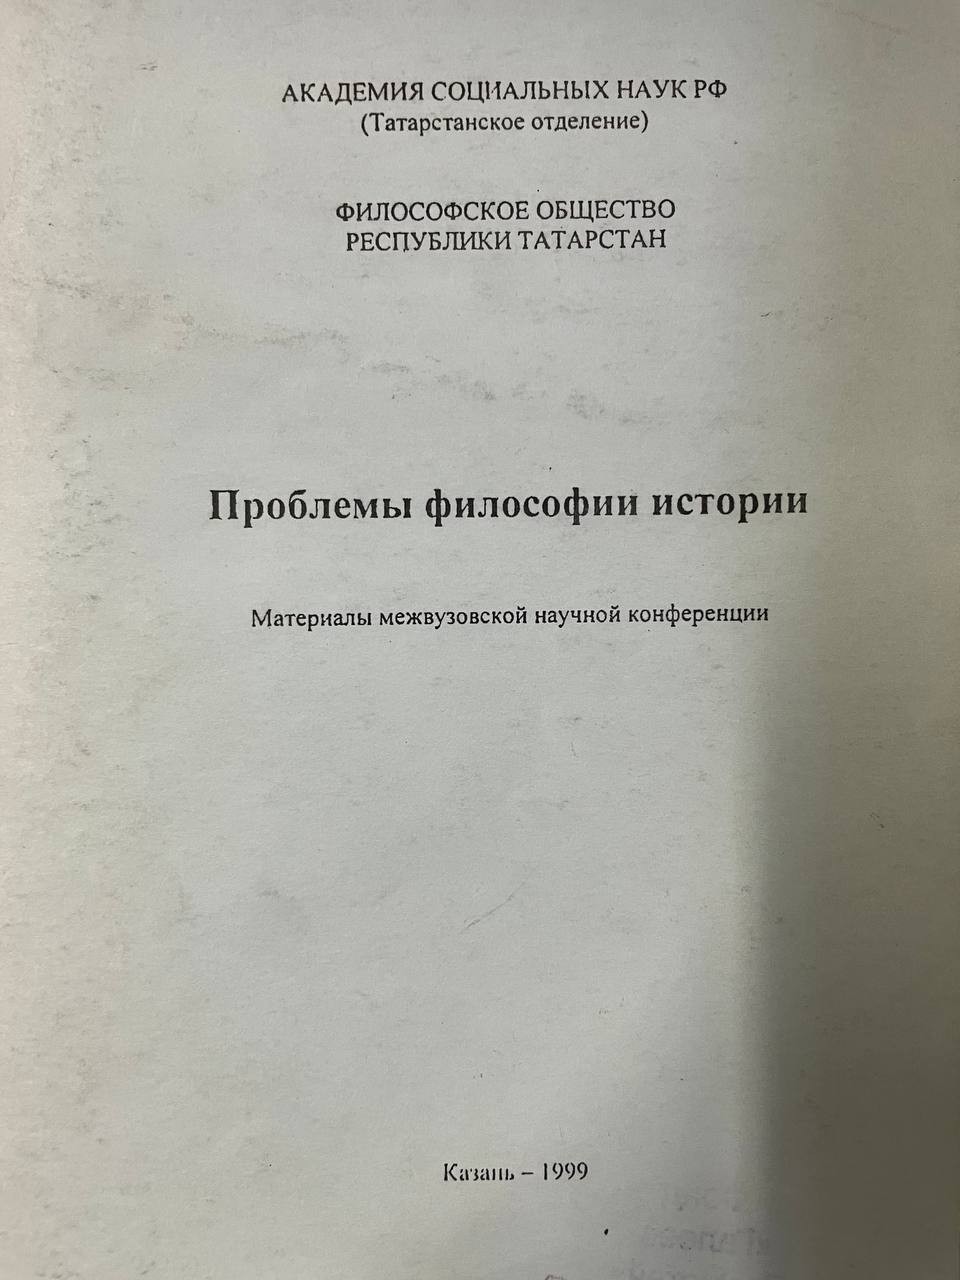 АКАДЕМИЯ СОЦИАЛЬНЫХ НАУК РФ
(Татарстанское отделение)
ФИЛОСОФСКОЕ ОБЩЕСТВО
РЕСПУБЛИКИ ТАТАРСТАН
Проблемы философии истории
Материалы межвузовской научной конференции
Казань – 1999